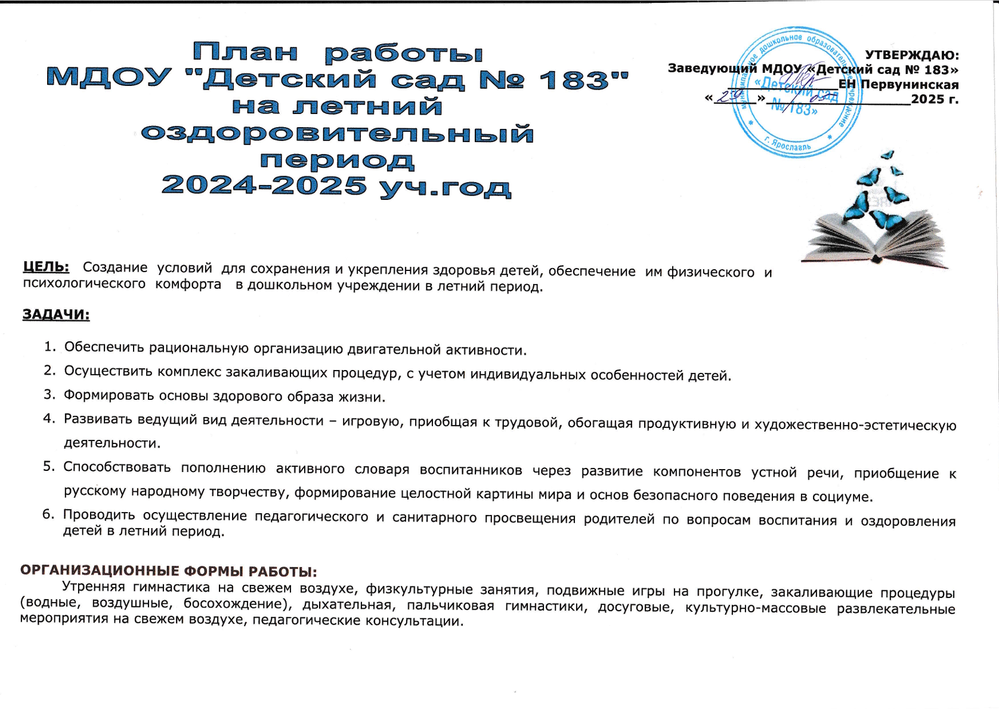 План работы
МДОУ "Детский сад № 183"
на летний
оздоровительный
период
2024-2025 уч.год
УТВЕРЖДАЮ:
Заведующий МДОУ «Детский сад № 183»
ЕН Первунинская
«29» 05 2025 г.
муниципальное дошкольное образовательное учреждение
«Детский сад
№ 183»
г. Ярославль
ЦЕЛЬ: Создание условий для сохранения и укрепления здоровья детей, обеспечение им физического и
психологического комфорта в дошкольном учреждении в летний период.
ЗАДАЧИ:
1. Обеспечить рациональную организацию двигательной активности.
2. Осуществить комплекс закаливающих процедур, с учетом индивидуальных особенностей детей.
3. Формировать основы здорового образа жизни.
4. Развивать ведущий вид деятельности – игровую, приобщая к трудовой, обогащая продуктивную и художественно-эстетическую
деятельности.
5. Способствовать пополнению активного словаря воспитанников через развитие компонентов устной речи, приобщение к
русскому народному творчеству, формирование целостной картины мира и основ безопасного поведения в социуме.
6. Проводить осуществление педагогического и санитарного просвещения родителей по вопросам воспитания и оздоровления
детей в летний период.
ОРГАНИЗАЦИОННЫЕ ФОРМЫ РАБОТЫ:
Утренняя гимнастика на свежем воздухе, физкультурные занятия, подвижные игры на прогулке, закаливающие процедуры
(водные, воздушные, босохождение), дыхательная, пальчиковая гимнастики, досуговые, культурно-массовые развлекательные
мероприятия на свежем воздухе, педагогические консультации.